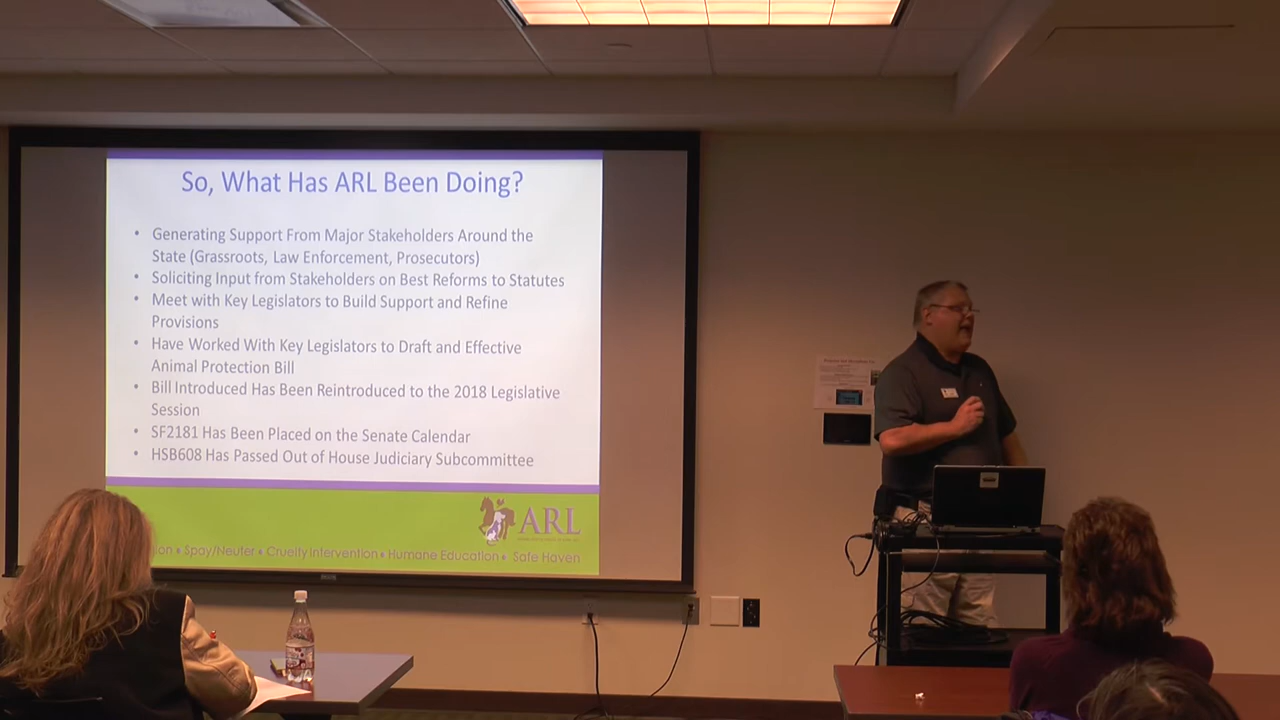 So, What Has ARL Been Doing?
• Generating Support From Major Stakeholders Around the
State (Grassroots, Law Enforcement, Prosecutors)
• Soliciting Input from Stakeholders on Best Reforms to Statutes
• Meet with Key Legislators to Build Support and Refine
Provisions
• Have Worked With Key Legislators to Draft and Effective
Animal Protection Bill
• Bill Introduced Has Been Reintroduced to the 2018 Legislative
Session
• SF2181 Has Been Placed on the Senate Calendar
• HSB608 Has Passed Out of House Judiciary Subcommittee
ARL
Spay/Neuter • Cruelty Intervention • Humane Education • Safe Haven